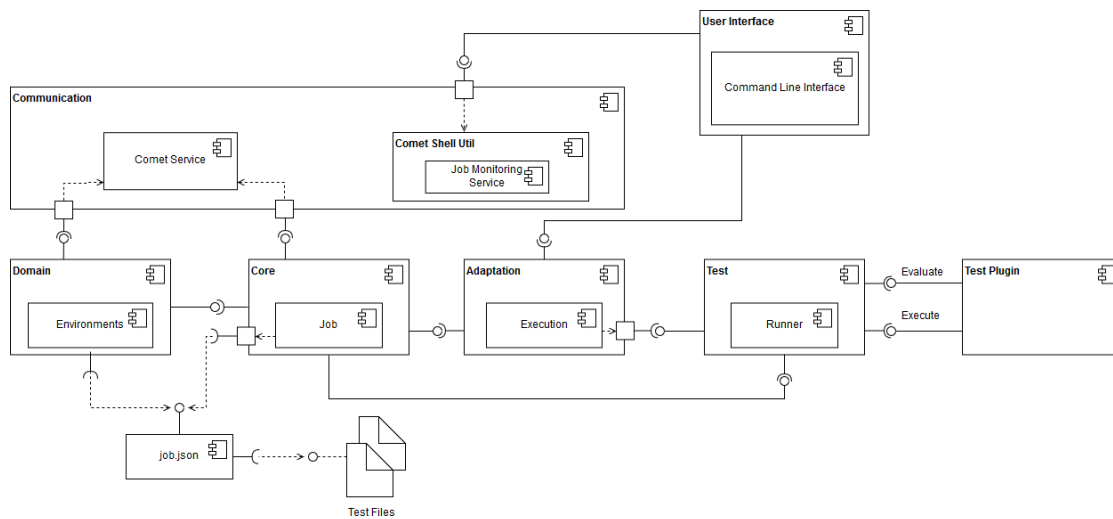 User Interface
Command Line Interface
Communication
Comet Service
Comet Shell Util
Job Monitoring
Service
Domain
Environments
Core
Job
Adaptation
Execution
Test
Runner
Evaluate
Execute
Test Plugin
job.json
Test Files